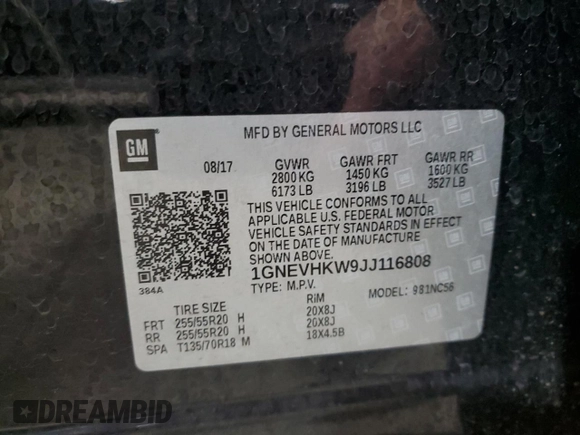 GM
MFD BY GENERAL MOTORS LLC
08/17 GVWR GAWR FRT GAWR RR
2800 KG 1450 KG 1600 KG
6173 LB 3196 LB 3527 LB
THIS VEHICLE CONFORMS TO ALL
APPLICABLE U.S. FEDERAL MOTOR
VEHICLE SAFETY STANDARDS IN EFFECT
ON THE DATE OF MANUFACTURE
SHOWN ABOVE.
384A
1GNEVHKW9JJ116808
TYPE: M.P.V. MODEL: 981NC56
TIRE SIZE RIM
FRT 255/55R20 H 20X8J
RR 255/55R20 H 20X8J
SPA T135/70R18 M 18X4.5B
DREAMBID